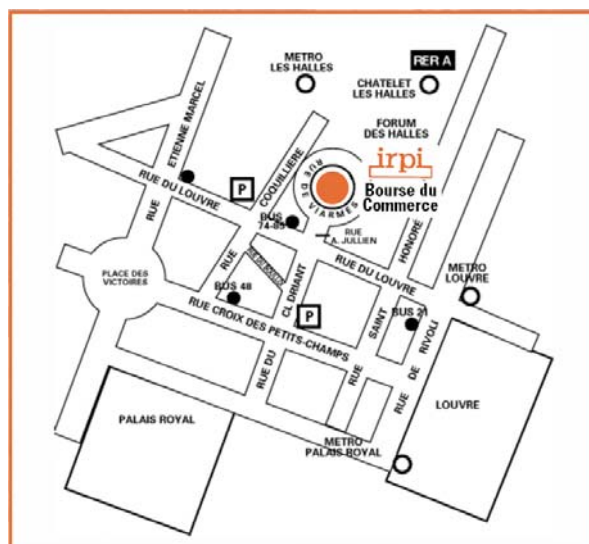 METRO
LES HALLES
RER A
CHATELET
LES HALLES
FORUM
DES HALLES
irpi
Bourse du
Commerce
RUE DE VIARMES
ETIENNE MARCEL
RUE
COQUILLIÈRE
RUE
P
RUE DU LOUVRE
BUS
74-85
RUE
A. JULLIEN
HONORÉ
SAINT
RUE
RUE DU LOUVRE
METRO
LOUVRE
PLACE DES
VICTOIRES
BUS 48
CL DRIANT
RUE DU
P
BUS 21
RUE CROIX DES PETITS-CHAMPS
RUE DE RIVOLI
PALAIS ROYAL
LOUVRE
METRO
PALAIS ROYAL